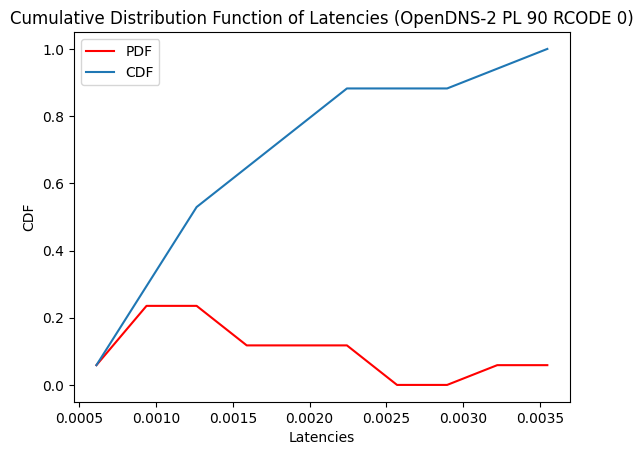 Cumulative Distribution Function of Latencies (OpenDNS-2 PL 90 RCODE 0)
PDF
CDF
1.0
0.8
0.6
0.4
0.2
0.0
CDF
0.0005 0.0010 0.0015 0.0020 0.0025 0.0030 0.0035
Latencies